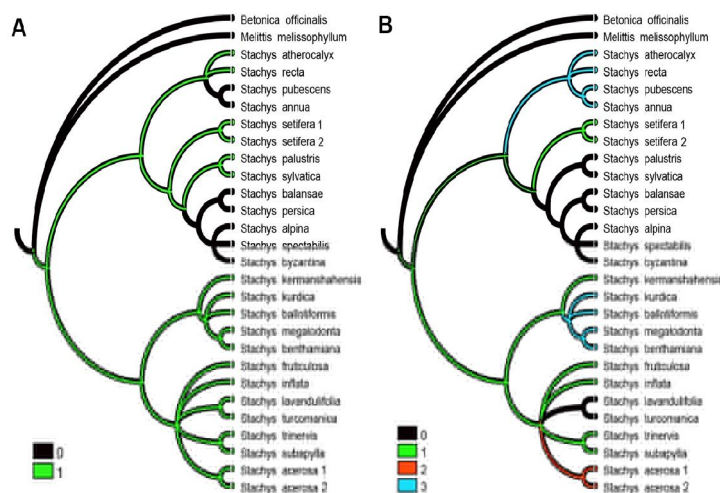 A
Betonica officinalis
Melittis melissophyllum
Stachys atherocalyx
Stachys recta
Stachys pubescens
Stachys annua
Stachys setifera 1
Stachys setifera 2
Stachys palustris
Stachys sylvatica
Stachys balansae
Stachys persica
Stachys alpina
Stachys spectabilis
Stachys byzantina
Stachys kermanshahensis
Stachys kurdica
Stachys ballotiformis
Stachys megalodonta
Stachys benthamiana
Stachys fruticulosa
Stachys inflata
Stachys lavandulifolia
Stachys turcomanica
Stachys trinervis
Stachys subapylla
Stachys acerosa 1
Stachys acerosa 2
0
1
B
Betonica officinalis
Melittis melissophyllum
Stachys atherocalyx
Stachys recta
Stachys pubescens
Stachys annua
Stachys setifera 1
Stachys setifera 2
Stachys palustris
Stachys sylvatica
Stachys balansae
Stachys persica
Stachys alpina
Stachys spectabilis
Stachys byzantina
Stachys kermanshahensis
Stachys kurdica
Stachys ballotiformis
Stachys megalodonta
Stachys benthamiana
Stachys fruticulosa
Stachys inflata
Stachys lavandulifolia
Stachys turcomanica
Stachys trinervis
Stachys subapylla
Stachys acerosa 1
Stachys acerosa 2
0
1
2
3